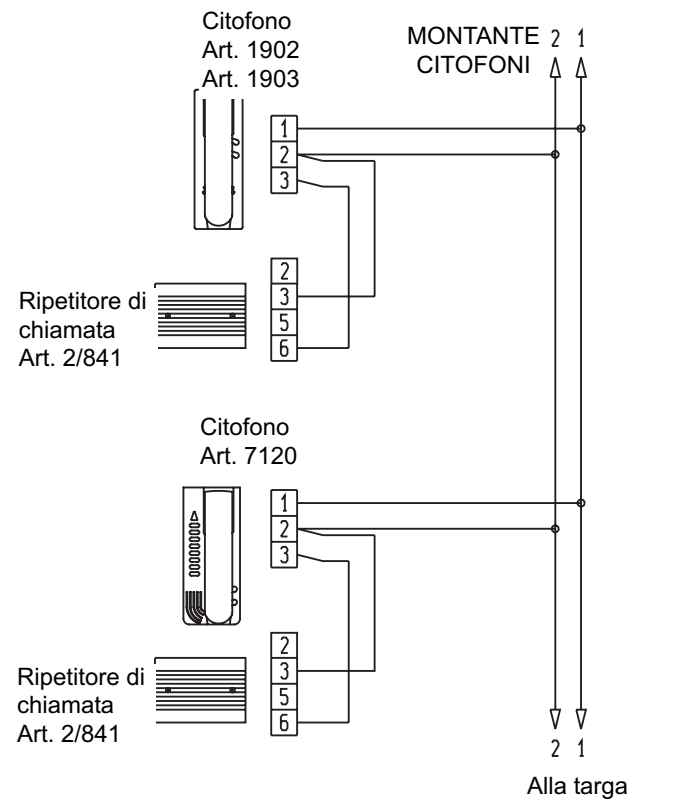 Citofono
Art. 1902
Art. 1903
MONTANTE 2 1
CITOFONI
1
2
3
2
3
5
6
Ripetitore di
chiamata
Art. 2/841
Citofono
Art. 7120
1
2
3
2
3
5
6
Ripetitore di
chiamata
Art. 2/841
2 1
Alla targa